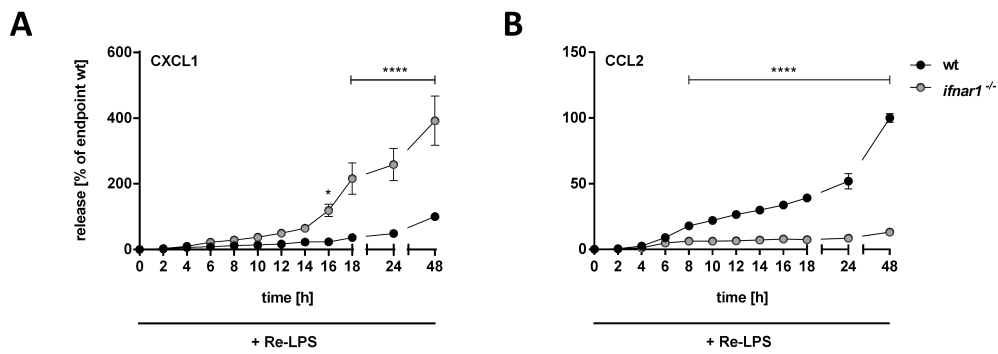 A
CXCL1
release [% of endpoint wt]
600
400
200
0
*
****
0 2 4 6 8 10 12 14 16 18 24 48
time [h]
+ Re-LPS
B
CCL2
150
100
50
0
****
0 2 4 6 8 10 12 14 16 18 24 48
time [h]
+ Re-LPS
wt
ifnar1 -/-